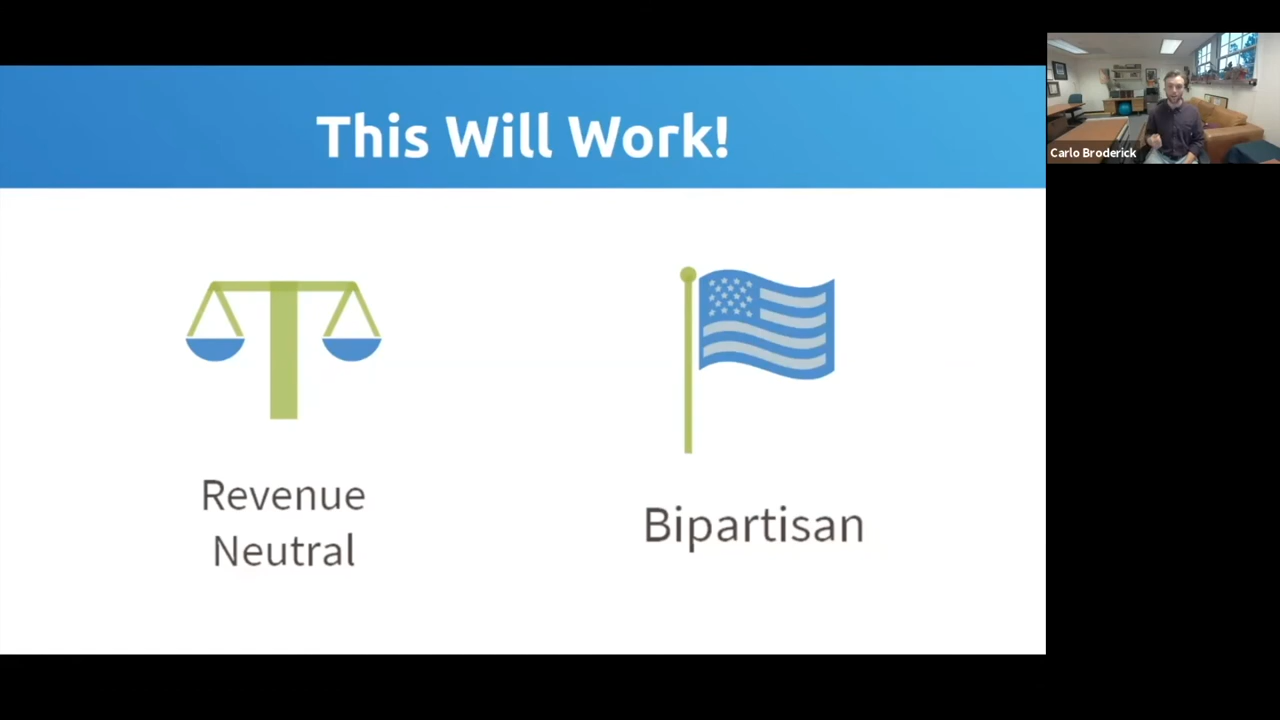 This Will Work!
Carlo Broderick
Revenue
Neutral
Bipartisan